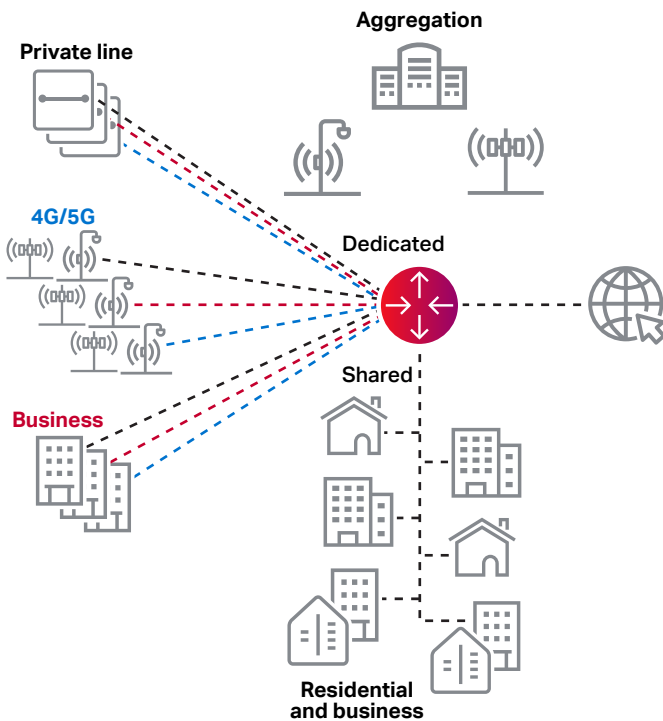 Aggregation
Private line
4G/5G
Dedicated
Shared
Business
Residential
and business